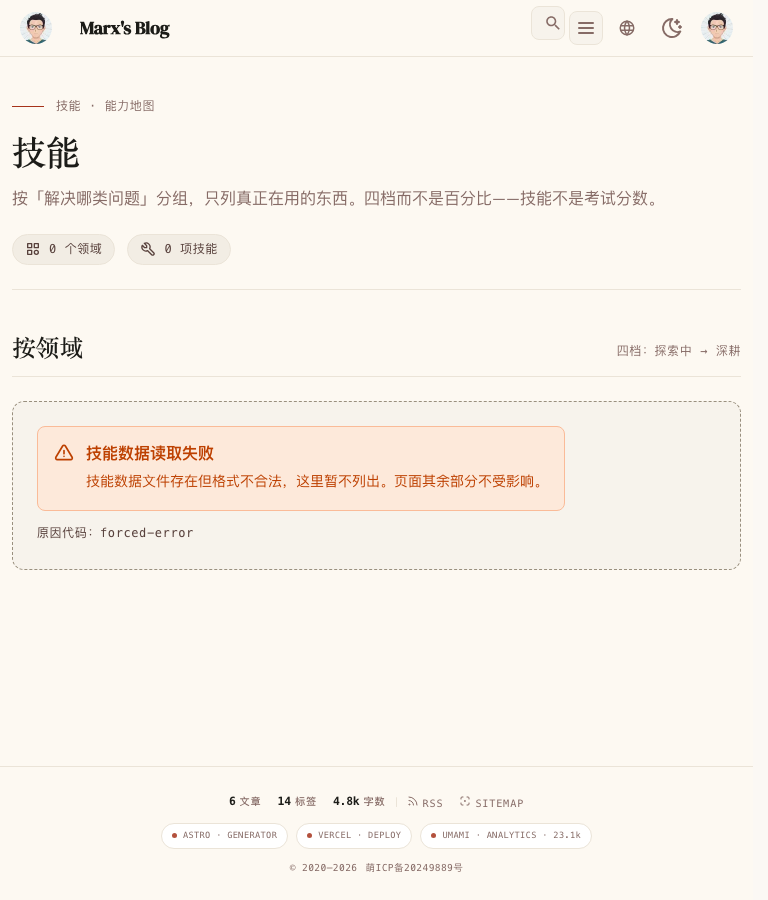 Marx's Blog
技能 · 能力地图
技能
按「解决哪类问题」分组，只列真正在用的东西。四档而不是百分比——技能不是考试分数。
0 个领域 0 项技能
按领域
四档：探索中 → 深耕
技能数据读取失败
技能数据文件存在但格式不合法，这里暂不列出。页面其余部分不受影响。
原因代码：forced-error
6 文章 14 标签 4.8k 字数 RSS SITEMAP
ASTRO · GENERATOR VERCEL · DEPLOY UMAMI · ANALYTICS · 23.1k
© 2020—2026 萌ICP备20249889号